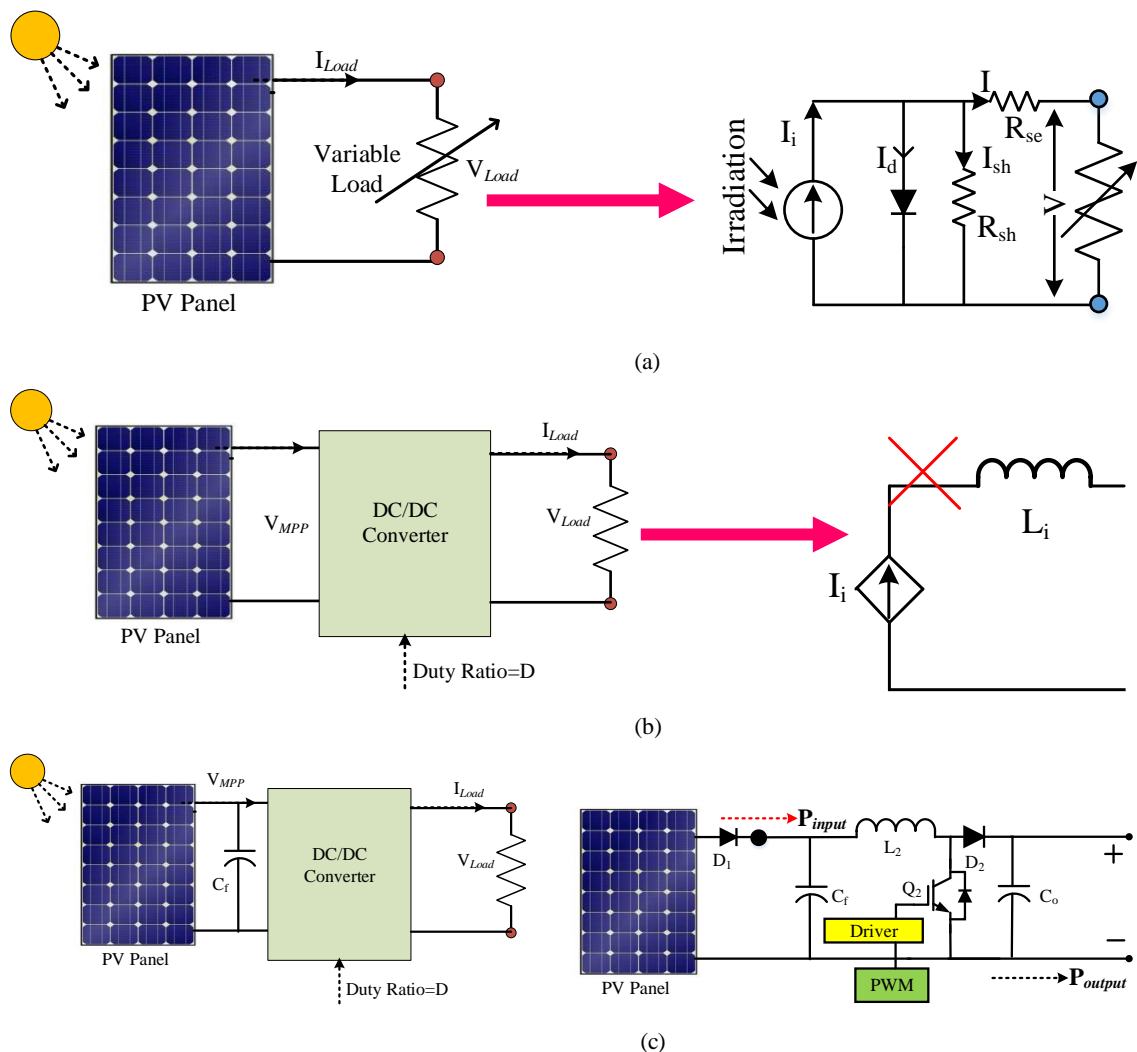 I_Load
Variable
Load
V_Load
PV Panel
Irradiation
I_i
I_d
I_sh
R_sh
I
R_se
V
(a)
V_MPP
DC/DC
Converter
I_Load
V_Load
PV Panel
Duty Ratio=D
I_i
L_i
(b)
V_MPP
C_f
DC/DC
Converter
I_Load
V_Load
PV Panel
Duty Ratio=D
PV Panel
D_1
P_input
C_f
L_2
D_2
Q_2
C_o
+
−
Driver
PWM
P_output
(c)